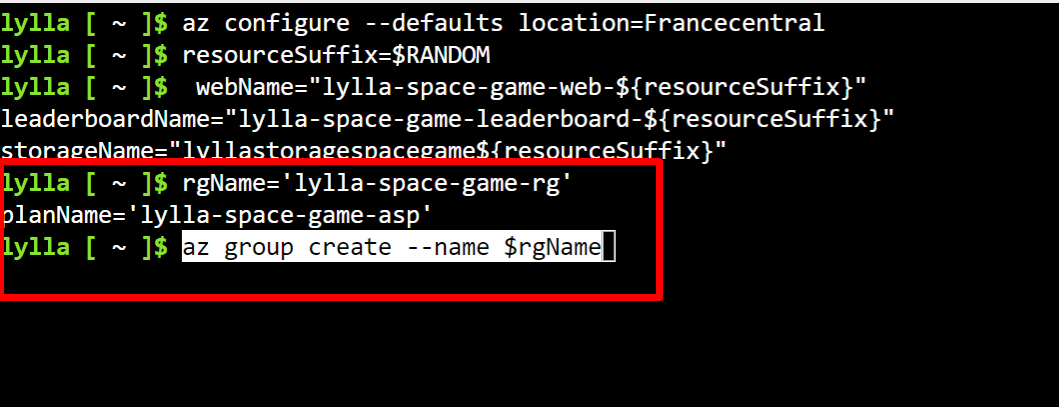 lylla [ ~ ]$ az configure --defaults location=Francecentral
lylla [ ~ ]$ resourceSuffix=$RANDOM
lylla [ ~ ]$  webName="lylla-space-game-web-${resourceSuffix}"
leaderboardName="lylla-space-game-leaderboard-${resourceSuffix}"
storageName="lyllastoragespacegame${resourceSuffix}"
lylla [ ~ ]$ rgName='lylla-space-game-rg'
planName='lylla-space-game-asp'
lylla [ ~ ]$ az group create --name $rgName